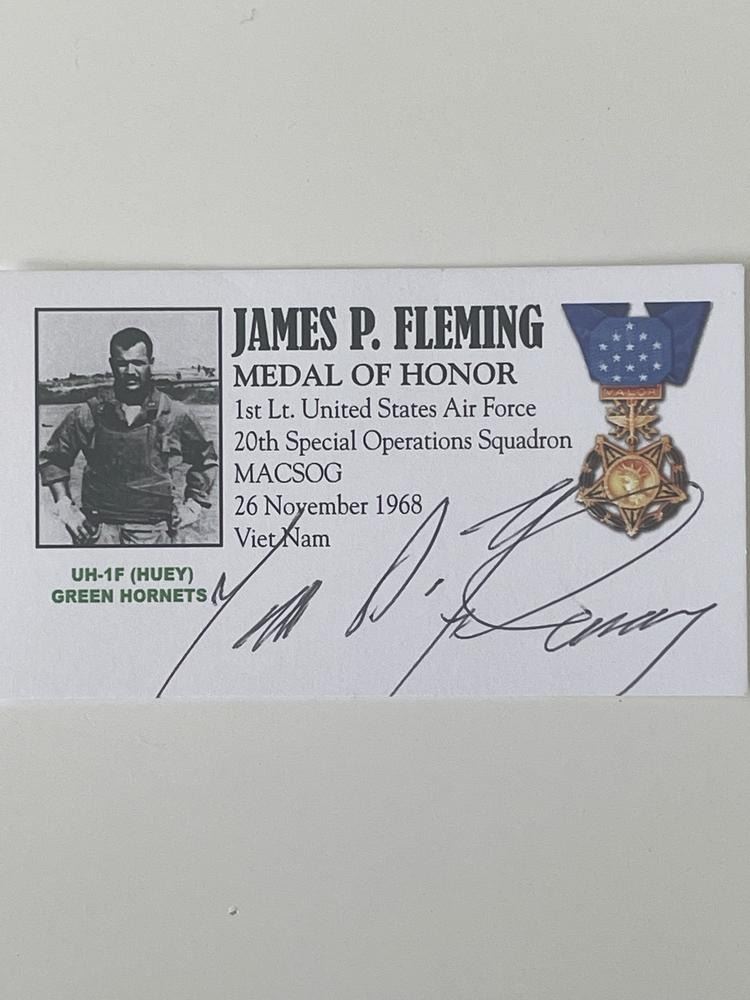 JAMES P. FLEMING
MEDAL OF HONOR
1st Lt. United States Air Force
20th Special Operations Squadron
MACSOG
26 November 1968
Viet Nam
UH-1F (HUEY)
GREEN HORNETS
VALOR